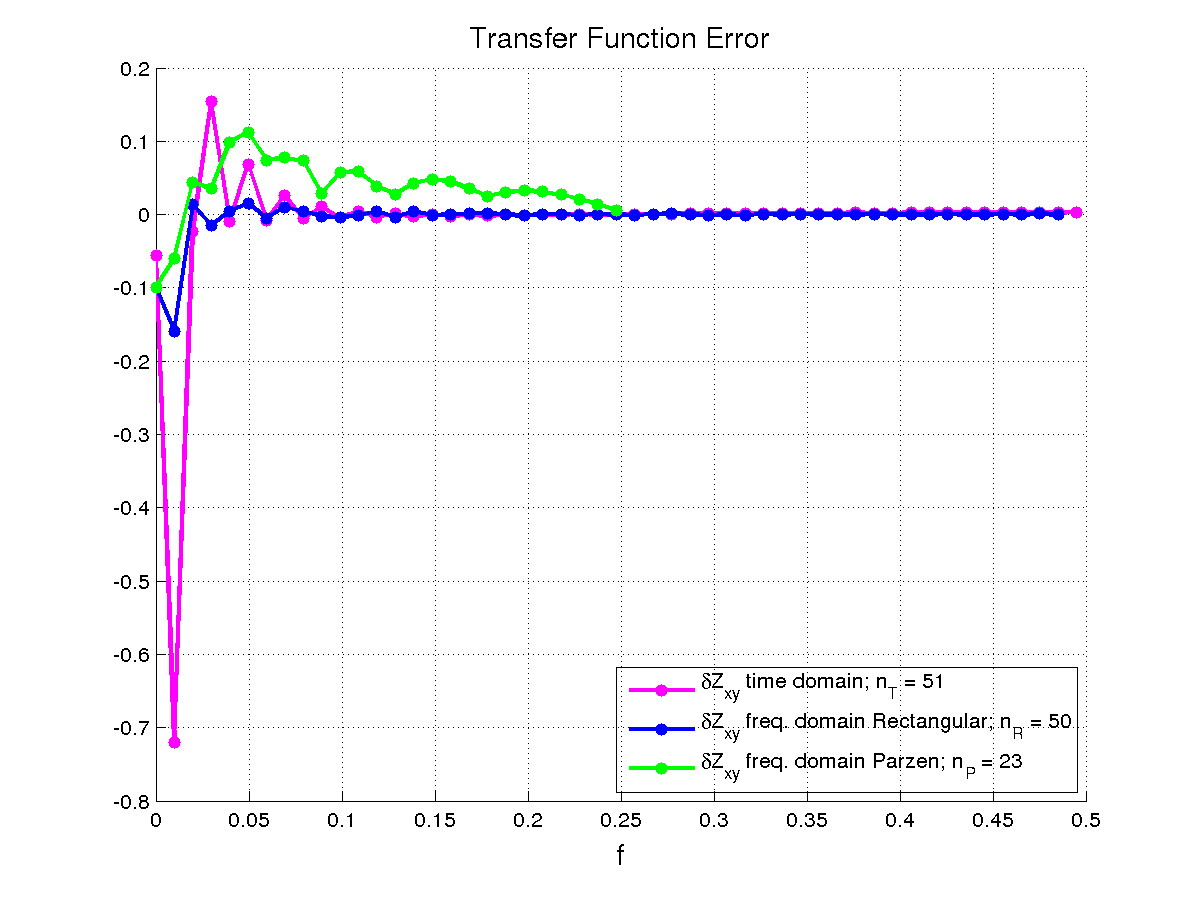 Transfer Function Error
0.2
0.1
0
-0.1
-0.2
-0.3
-0.4
-0.5
-0.6
-0.7
-0.8
0 0.05 0.1 0.15 0.2 0.25 0.3 0.35 0.4 0.45 0.5
f
δZxy time domain; nT = 51
δZxy freq. domain Rectangular; nR = 50
δZxy freq. domain Parzen; nP = 23